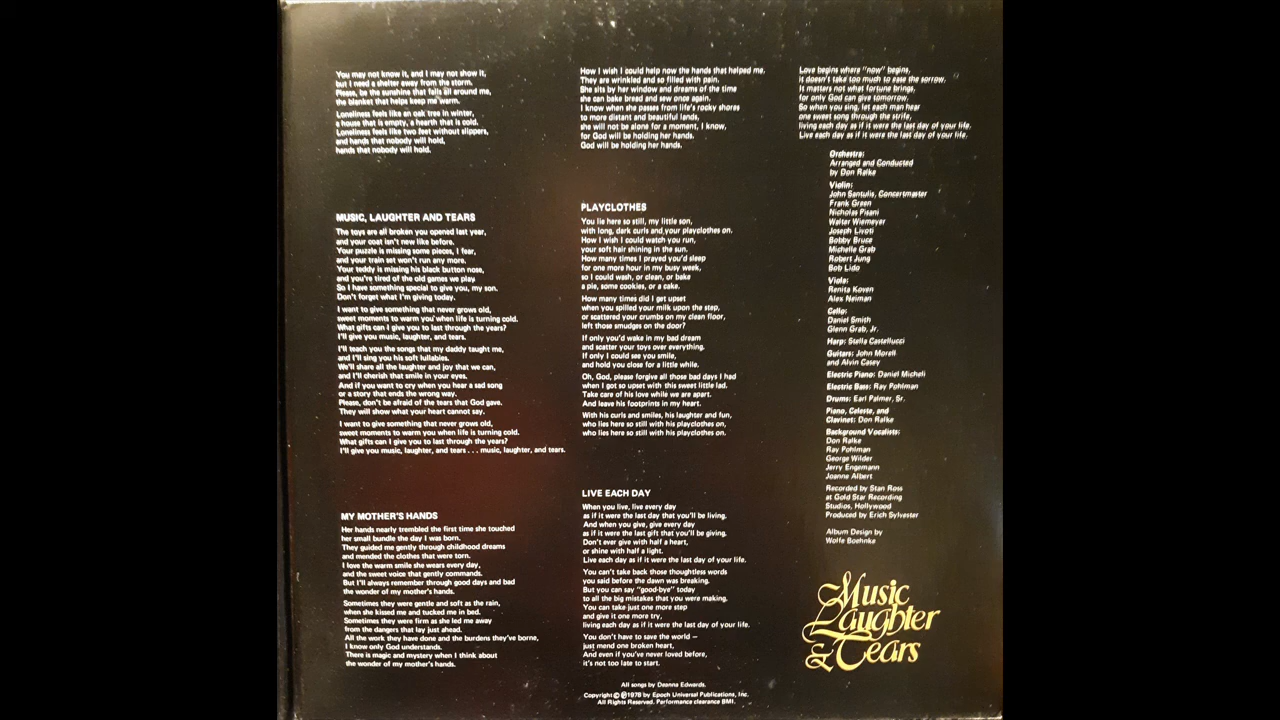 You may not know it, and I may not show it,
but I need a shelter away from the storm.
Please, be the sunshine that falls all around me,
the blanket that helps keep me warm.
Loneliness feels like an oak tree in winter,
a house that is empty, a hearth that is cold.
Loneliness feels like two feet without slippers,
and hands that nobody will hold,
hands that nobody will hold.
MUSIC, LAUGHTER AND TEARS
The toys are all broken you opened last year,
and your coat isn't new like before.
Your puzzle is missing some pieces, I fear,
and your train set won't run any more.
Your teddy is missing his black button nose,
and you're tired of the old games we play.
So I have something special to give you, my son.
Don't forget what I'm giving today.
I want to give something that never grows old,
sweet moments to warm you when life is turning cold.
What gifts can I give you to last through the years?
I'll give you music, laughter, and tears.
I'll teach you the songs that my daddy taught me,
and I'll sing you his soft lullabies.
We'll share all the laughter and joy that we can,
and I'll cherish that smile in your eyes.
And if you want to cry when you hear a sad song
or a story that ends the wrong way.
Please, don't be afraid of the tears that God gave.
They will show what your heart cannot say.
I want to give something that never grows old,
sweet moments to warm you when life is turning cold.
What gifts can I give you to last through the years?
I'll give you music, laughter, and tears . . . music, laughter, and tears.
MY MOTHER'S HANDS
Her hands nearly trembled the first time she touched
her small bundle the day I was born.
They guided me gently through childhood dreams
and mended the clothes that were torn.
I love the warm smile she wears every day,
and the sweet voice that gently commands.
But I'll always remember through good days and bad
the wonder of my mother's hands.
Sometimes they were gentle and soft as the rain,
when she kissed me and tucked me in bed.
Sometimes they were firm as she led me away
from the dangers that lay just ahead.
All the work they have done and the burdens they've borne,
I know only God understands.
There is magic and mystery when I think about
the wonder of my mother's hands.
How I wish I could help now the hands that helped me.
They are wrinkled and so filled with pain.
She sits by her window and dreams of the time
she can bake bread and sew once again.
I know when she passes from life's rocky shores
to more distant and beautiful lands,
she will not be alone for a moment, I know,
for God will be holding her hands.
God will be holding her hands.
PLAYCLOTHES
You lie here so still, my little son,
with long, dark curls and your playclothes on.
How I wish I could watch you run,
your soft hair shining in the sun.
How many times I prayed you'd sleep
for one more hour in my busy week,
so I could wash, or clean, or bake
a pie, some cookies, or a cake.
How many times did I get upset
when you spilled your milk upon the step,
or scattered your crumbs on my clean floor,
left those smudges on the door?
If only you'd wake in my bad dream
and scatter your toys over everything.
If only I could see you smile,
and hold you close for a little while.
Oh, God, please forgive all those bad days I had
when I got so upset with this sweet little lad.
Take care of his love while we are apart.
And leave his footprints in my heart.
With his curls and smiles, his laughter and fun,
who lies here so still with his playclothes on,
who lies here so still with his playclothes on.
LIVE EACH DAY
When you live, live every day
as if it were the last day that you'll be living.
And when you give, give every day
as if it were the last gift that you'll be giving.
Don't ever give with half a heart,
or shine with half a light.
Live each day as if it were the last day of your life.
You can't take back those thoughtless words
you said before the dawn was breaking.
But you can say "good-bye" today
to all the big mistakes that you were making.
You can take just one more step
and give it one more try,
living each day as if it were the last day of your life.
You don't have to save the world –
just mend one broken heart,
And even if you've never loved before,
it's not too late to start.
Love begins where "now" begins,
it doesn't take too much to ease the sorrow.
It matters not what fortune brings,
for only God can give tomorrow.
So when you sing, let each man hear
one sweet song through the strife,
living each day as if it were the last day of your life.
Live each day as if it were the last day of your life.
Orchestra:
Arranged and Conducted
by Don Ralke
Violin:
John Santulis, Concertmaster
Frank Green
Nicholas Pisani
Walter Wiemeyer
Joseph Livoti
Bobby Bruce
Michelle Grab
Robert Jung
Bob Lido
Viola:
Renita Koven
Alex Neiman
Cello:
Daniel Smith
Glenn Grab, Jr.
Harp: Stella Castellucci
Guitars: John Morell
and Alvin Casey
Electric Piano: Daniel Micheli
Electric Bass: Ray Pohlman
Drums: Earl Palmer, Sr.
Piano, Celeste, and
Clavinet: Don Ralke
Background Vocalists:
Don Ralke
Ray Pohlman
George Wilder
Jerry Engemann
Joanne Albert
Recorded by Stan Ross
at Gold Star Recording
Studios, Hollywood
Produced by Erich Sylvester
Album Design by
Wolfe Boehnke
Music
Laughter
& Tears
All songs by Deanna Edwards.
Copyright © ℗1978 by Epoch Universal Publications, Inc.
All Rights Reserved. Performance clearance BMI.